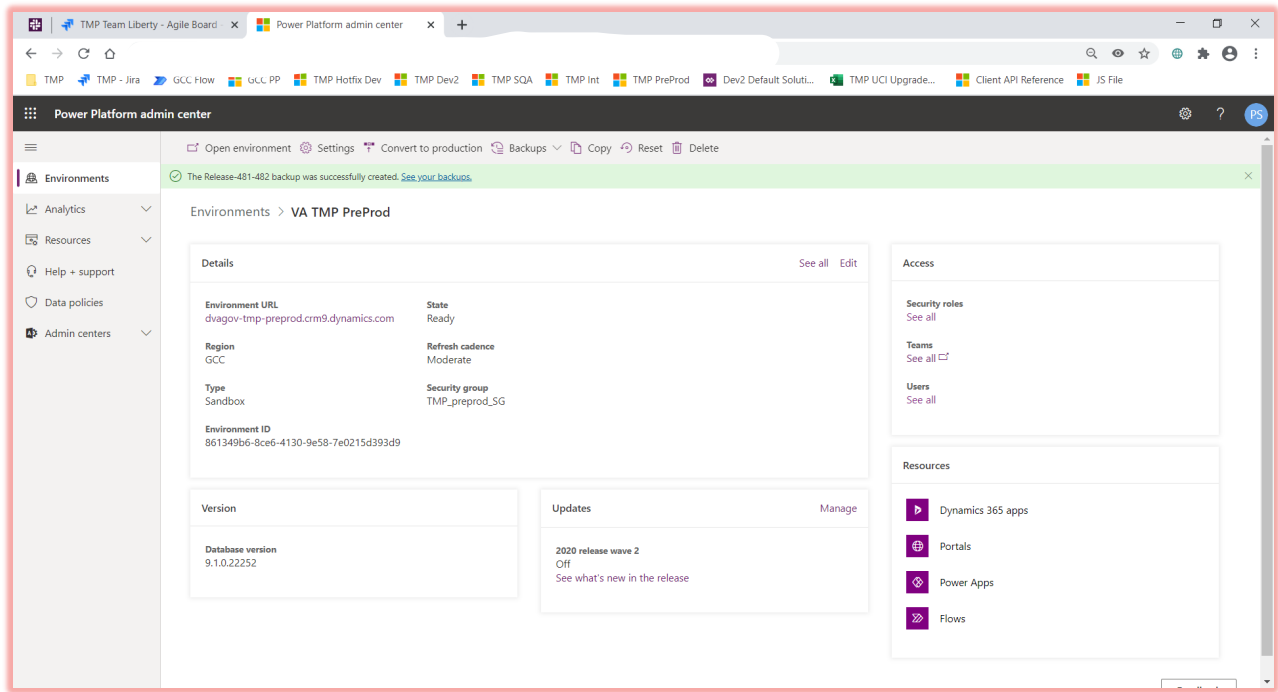 TMP Team Liberty - Agile Board
Power Platform admin center
TMP
TMP - Jira
GCC Flow
GCC PP
TMP Hotfix Dev
TMP Dev2
TMP SQA
TMP Int
TMP PreProd
Dev2 Default Soluti...
TMP UCI Upgrade...
Client API Reference
JS File
Power Platform admin center
? PS
Open environment Settings Convert to production Backups Copy Reset Delete
Environments
Analytics
Resources
Help + support
Data policies
Admin centers
The Release-481-482 backup was successfully created. See your backups.
Environments > VA TMP PreProd
Details
See all Edit
Environment URL
dvagov-tmp-preprod.crm9.dynamics.com
State
Ready
Region
GCC
Refresh cadence
Moderate
Type
Sandbox
Security group
TMP_preprod_SG
Environment ID
861349b6-8ce6-4130-9e58-7e0215d393d9
Version
Database version
9.1.0.22252
Updates
Manage
2020 release wave 2
Off
See what's new in the release
Access
Security roles
See all
Teams
See all
Users
See all
Resources
Dynamics 365 apps
Portals
Power Apps
Flows